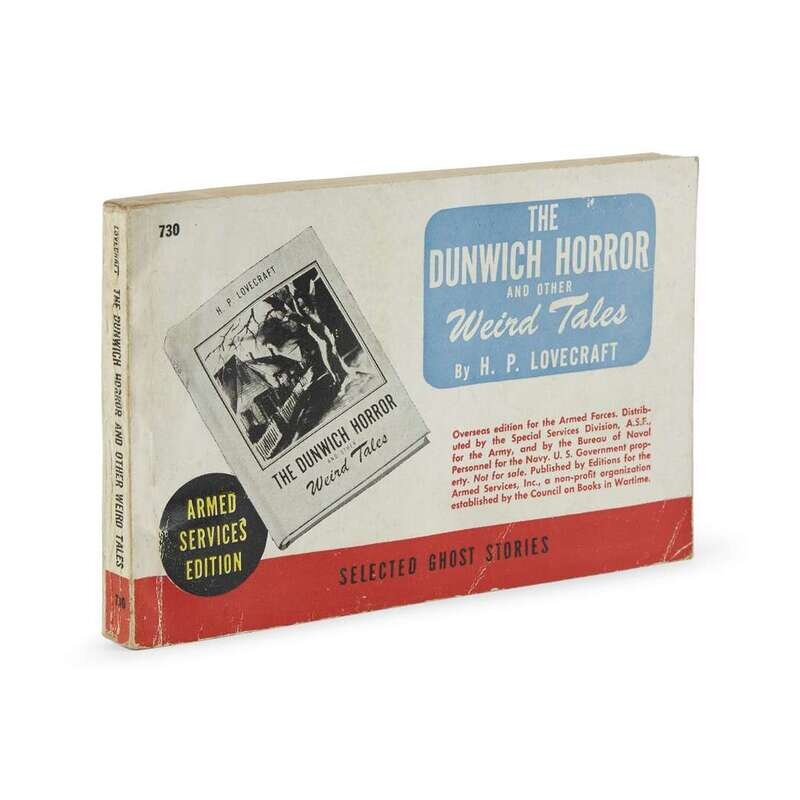 LOVECRAFT THE DUNWICH HORROR AND OTHER WEIRD TALES 730
730
H. P. LOVECRAFT
THE DUNWICH HORROR
AND OTHER
Weird Tales
ARMED
SERVICES
EDITION
THE
DUNWICH HORROR
AND OTHER
Weird Tales
By H. P. LOVECRAFT
Overseas edition for the Armed Forces. Distrib-
uted by the Special Services Division, A.S.F.,
for the Army, and by the Bureau of Naval
Personnel for the Navy. U. S. Government prop-
erty. Not for sale. Published by Editions for the
Armed Services, Inc., a non-profit organization
established by the Council on Books in Wartime.
SELECTED GHOST STORIES